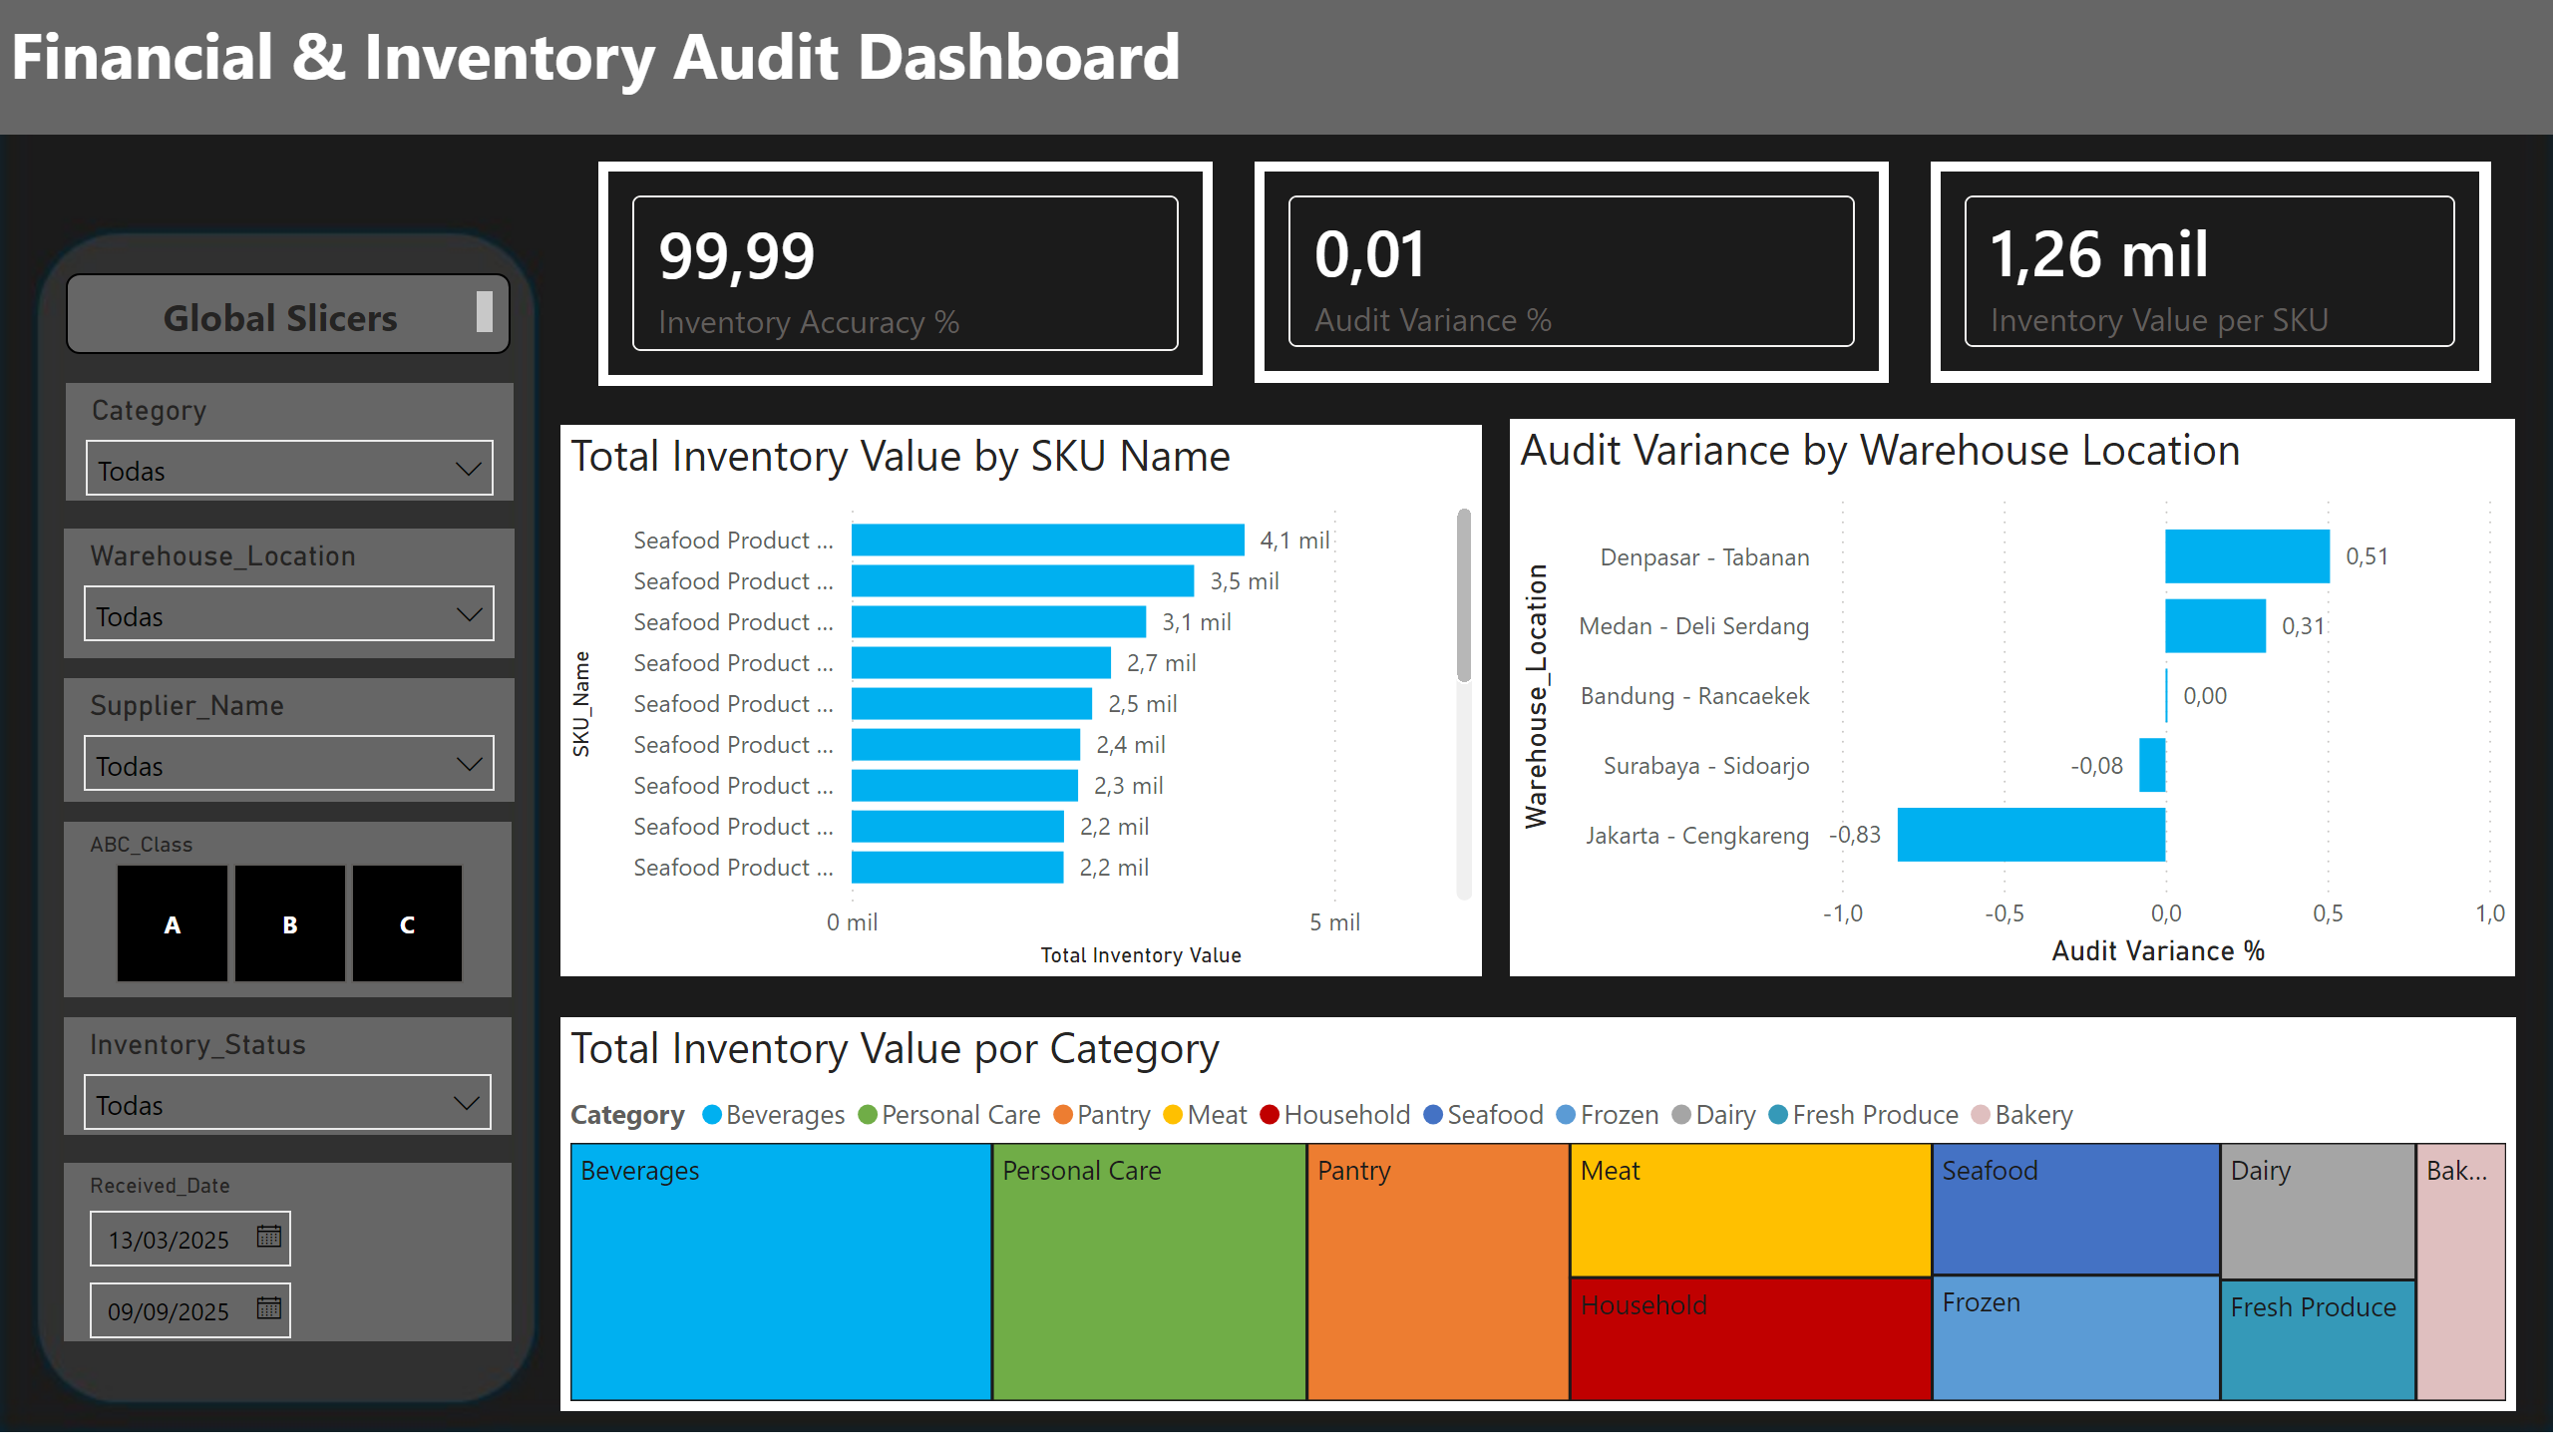 Financial & Inventory Audit Dashboard
99,99
Inventory Accuracy %
0,01
Audit Variance %
1,26 mil
Inventory Value per SKU
Global Slicers
Category
Todas
Warehouse_Location
Todas
Supplier_Name
Todas
ABC_Class
A B C
Inventory_Status
Todas
Received_Date
13/03/2025
09/09/2025
Total Inventory Value by SKU Name
SKU_Name
Seafood Product ... 4,1 mil
Seafood Product ... 3,5 mil
Seafood Product ... 3,1 mil
Seafood Product ... 2,7 mil
Seafood Product ... 2,5 mil
Seafood Product ... 2,4 mil
Seafood Product ... 2,3 mil
Seafood Product ... 2,2 mil
Seafood Product ... 2,2 mil
0 mil 5 mil
Total Inventory Value
Audit Variance by Warehouse Location
Warehouse_Location
Denpasar - Tabanan 0,51
Medan - Deli Serdang 0,31
Bandung - Rancaekek 0,00
Surabaya - Sidoarjo -0,08
Jakarta - Cengkareng -0,83
-1,0 -0,5 0,0 0,5 1,0
Audit Variance %
Total Inventory Value por Category
Category Beverages Personal Care Pantry Meat Household Seafood Frozen Dairy Fresh Produce Bakery
Beverages Personal Care Pantry Meat Seafood Dairy Bak...
Household Frozen Fresh Produce